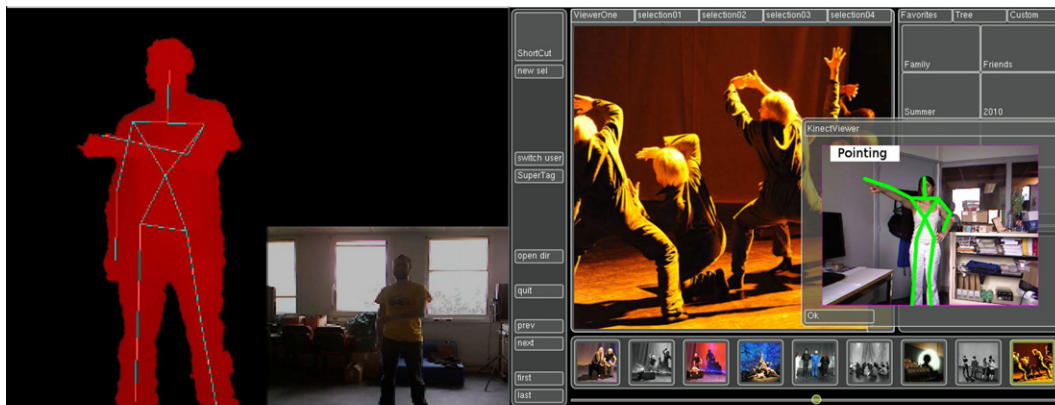 ShortCut
new sel
switch user
SuperTag
open dir
quit
prev
next
first
last
ViewerOne
selection01
selection02
selection03
selection04
Favorites
Tree
Custom
Family
Friends
Summer
2010
KinectViewer
Pointing
Ok